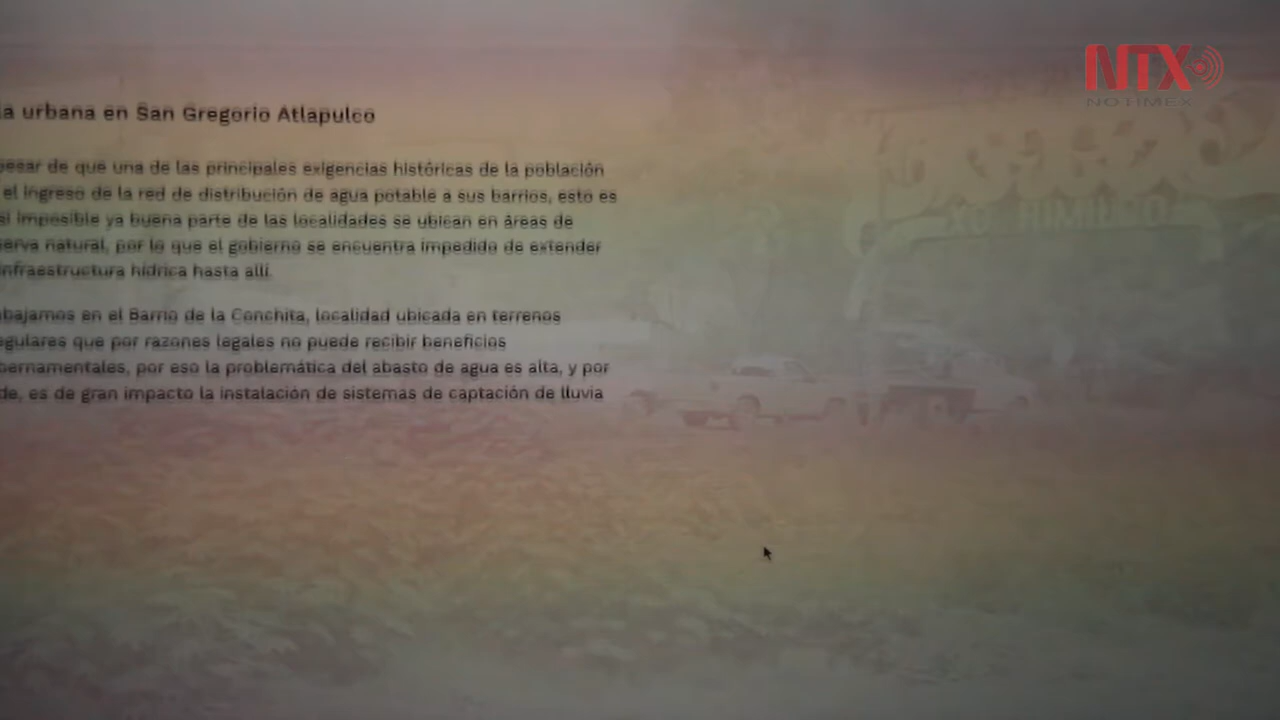 NTX
NOTIMEX
la urbana en San Gregorio Atlapulco
pesar de que una de las principales exigencias históricas de la población
el ingreso de la red de distribución de agua potable a sus barrios, esto es
si imposible ya buena parte de las localidades se ubican en áreas de
serva natural, por lo que el gobierno se encuentra impedido de extender
infraestructura hídrica hasta allí.
abajamos en el Barrio de la Conchita, localidad ubicada en terrenos
egulares que por razones legales no puede recibir beneficios
bernamentales, por eso la problemática del abasto de agua es alta, y por
de, es de gran impacto la instalación de sistemas de captación de lluvia